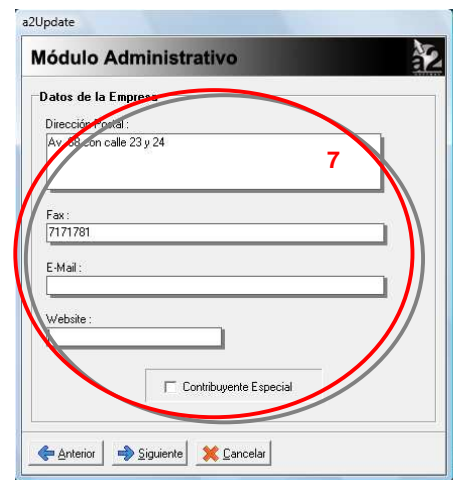 a2Update
Módulo Administrativo
a2
Datos de la Empresa
Dirección Postal :
Av. 38 con calle 23 y 24
7
Fax :
7171781
E-Mail :
Website :
Contribuyente Especial
Anterior
Siguiente
Cancelar